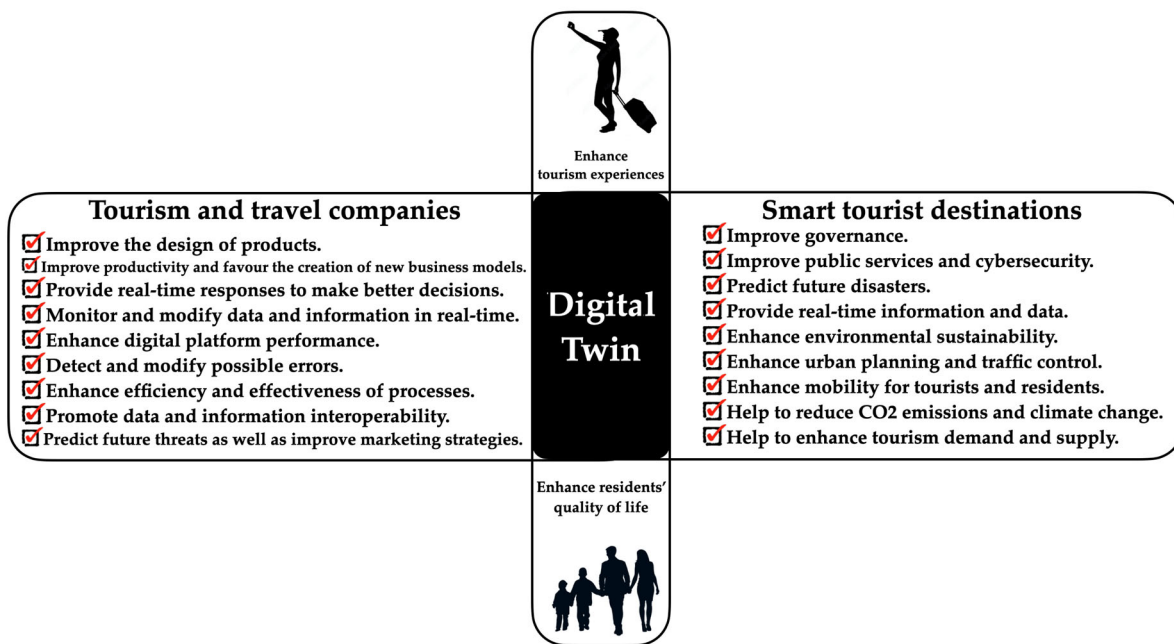 Enhance
tourism experiences
Tourism and travel companies
Improve the design of products.
Improve productivity and favour the creation of new business models.
Provide real-time responses to make better decisions.
Monitor and modify data and information in real-time.
Enhance digital platform performance.
Detect and modify possible errors.
Enhance efficiency and effectiveness of processes.
Promote data and information interoperability.
Predict future threats as well as improve marketing strategies.
Digital
Twin
Smart tourist destinations
Improve governance.
Improve public services and cybersecurity.
Predict future disasters.
Provide real-time information and data.
Enhance environmental sustainability.
Enhance urban planning and traffic control.
Enhance mobility for tourists and residents.
Help to reduce CO2 emissions and climate change.
Help to enhance tourism demand and supply.
Enhance residents’
quality of life